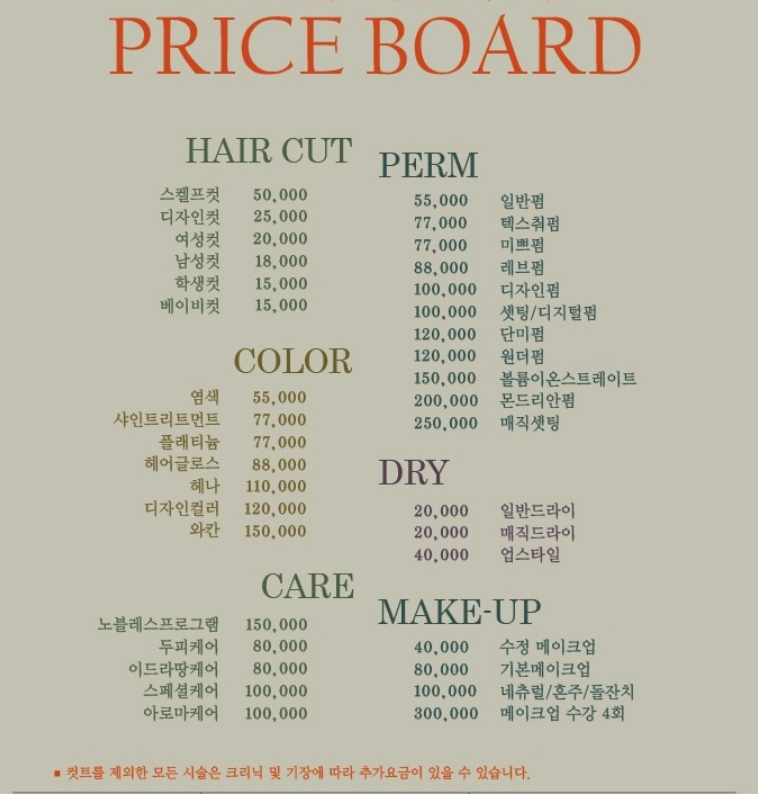 PRICE BOARD
HAIR CUT
스켈프컷 50,000
디자인컷 25,000
여성컷 20,000
남성컷 18,000
학생컷 15,000
베이비컷 15,000
COLOR
염색 55,000
샤인트리트먼트 77,000
플래티늄 77,000
헤어글로스 88,000
헤나 110,000
디자인컬러 120,000
와칸 150,000
CARE
노블레스프로그램 150,000
두피케어 80,000
이드라땅케어 80,000
스페셜케어 100,000
아로마케어 100,000
PERM
55,000 일반펌
77,000 텍스춰펌
77,000 미쁘펌
88,000 레브펌
100,000 디자인펌
100,000 셋팅/디지털펌
120,000 단미펌
120,000 원더펌
150,000 볼륨이온스트레이트
200,000 몬드리안펌
250,000 매직셋팅
DRY
20,000 일반드라이
20,000 매직드라이
40,000 업스타일
MAKE-UP
40,000 수정 메이크업
80,000 기본메이크업
100,000 네츄럴/혼주/돌잔치
300,000 메이크업 수강 4회
▪ 컷트를 제외한 모든 시술은 크리닉 및 기장에 따라 추가요금이 있을 수 있습니다.